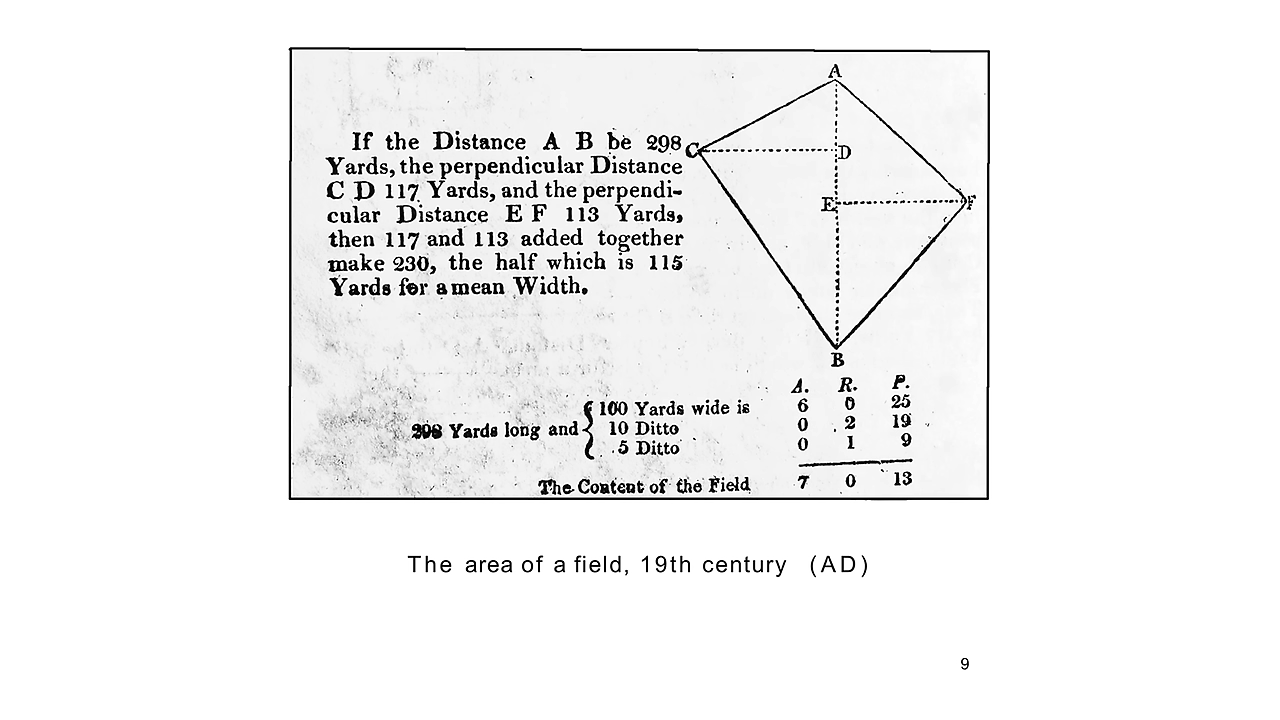 If the Distance A B be 298
Yards, the perpendicular Distance
C D 117 Yards, and the perpendi-
cular Distance E F 113 Yards,
then 117 and 113 added together
make 230, the half which is 115
Yards for a mean Width.
A
C
D
E
F
B
A. R. P.
298 Yards long and { 100 Yards wide is 6 0 25
10 Ditto 0 2 19
5 Ditto 0 1 9
The Content of the Field 7 0 13
The area of a field, 19th century (AD)
9